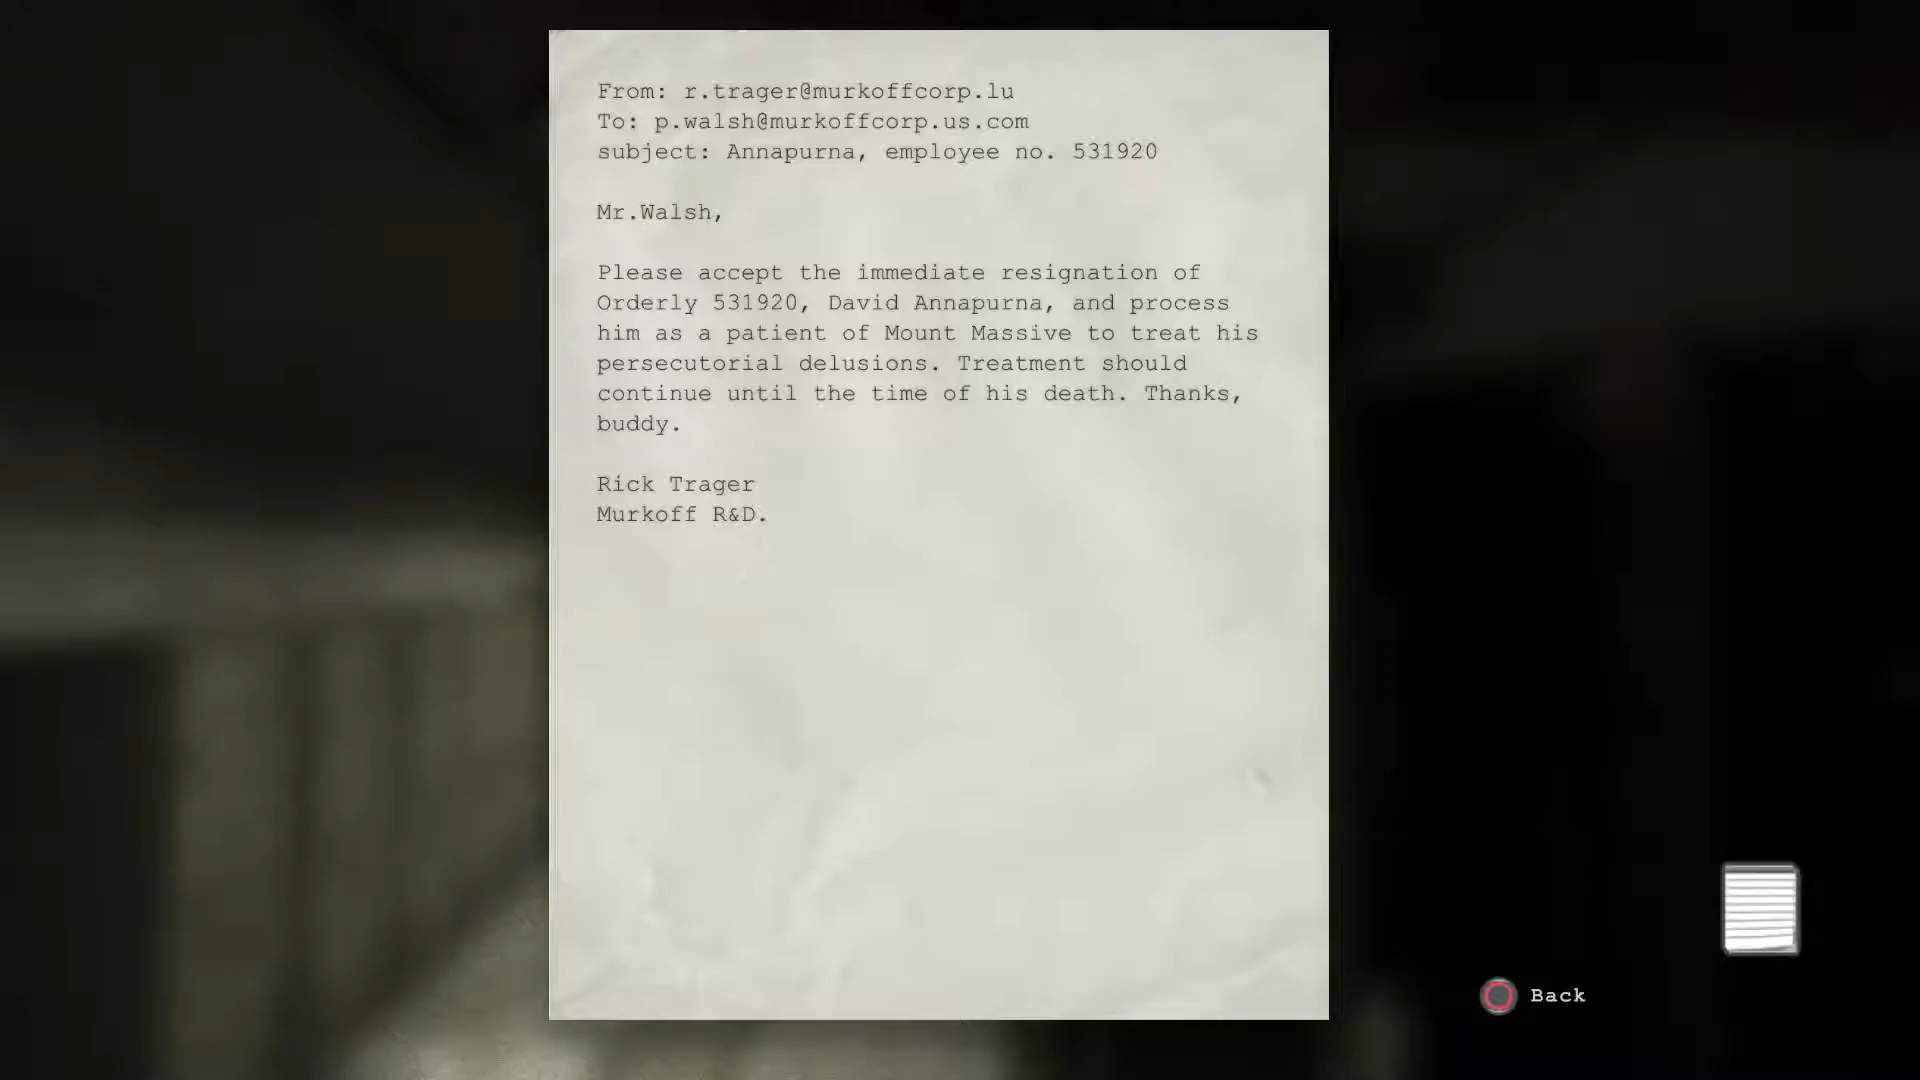 From: r.trager@murkoffcorp.lu
To: p.walsh@murkoffcorp.us.com
subject: Annapurna, employee no. 531920
Mr.Walsh,
Please accept the immediate resignation of
Orderly 531920, David Annapurna, and process
him as a patient of Mount Massive to treat his
persecutorial delusions. Treatment should
continue until the time of his death. Thanks,
buddy.
Rick Trager
Murkoff R&D.
Back